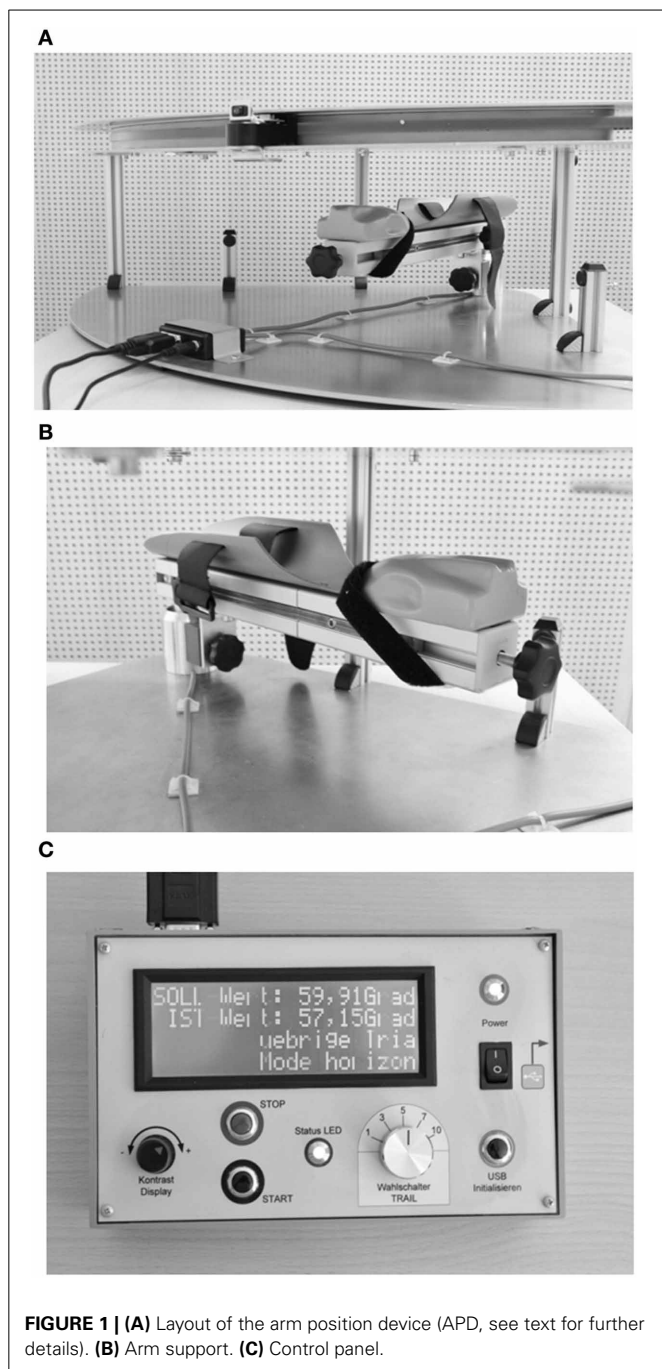 A
B
C
SOLL Wert: 59,91Grad
IST Wert: 57,15Grad
uebrige Tria
Mode horizon
Power
I
O
STOP
Status LED
START
- +
Kontrast
Display
1 3 5 7 10
Wahlschalter
TRAIL
USB
Initialisieren
FIGURE 1 | (A) Layout of the arm position device (APD, see text for further
details). (B) Arm support. (C) Control panel.